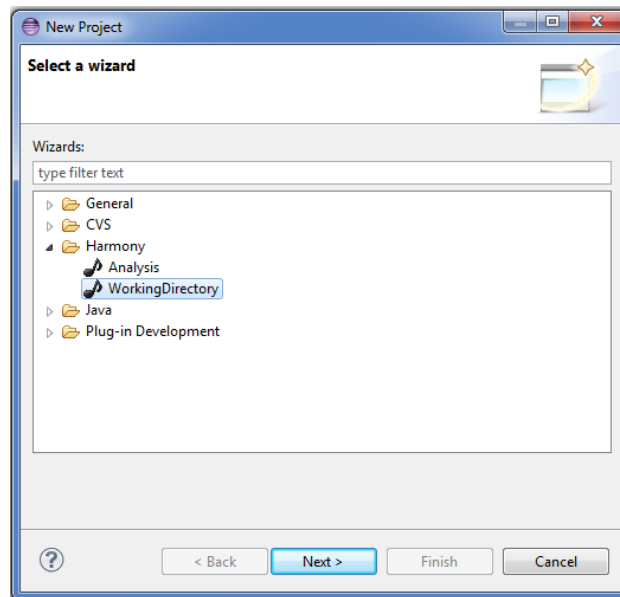 New Project
Select a wizard
Wizards:
type filter text
General
CVS
Harmony
Analysis
WorkingDirectory
Java
Plug-in Development
? < Back Next > Finish Cancel